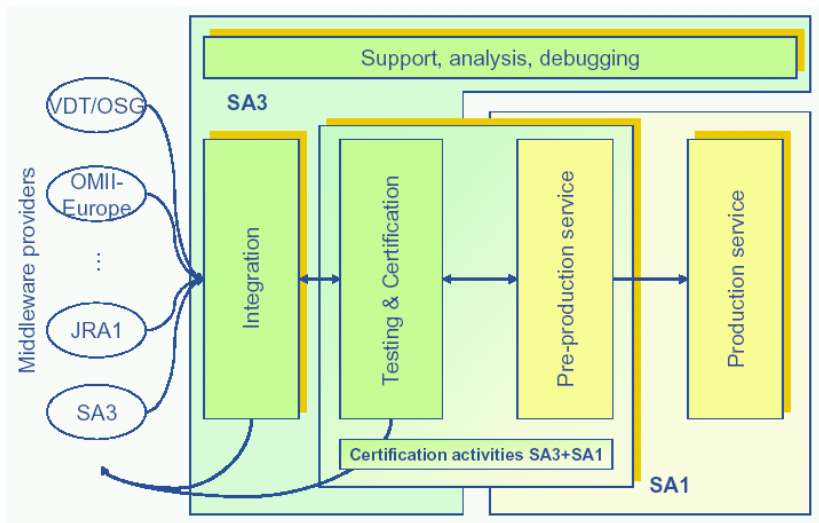 Support, analysis, debugging
SA3
Middleware providers
VDT/OSG
OMII-
Europe
...
JRA1
SA3
Integration
Testing & Certification
Pre-production service
Production service
Certification activities SA3+SA1
SA1